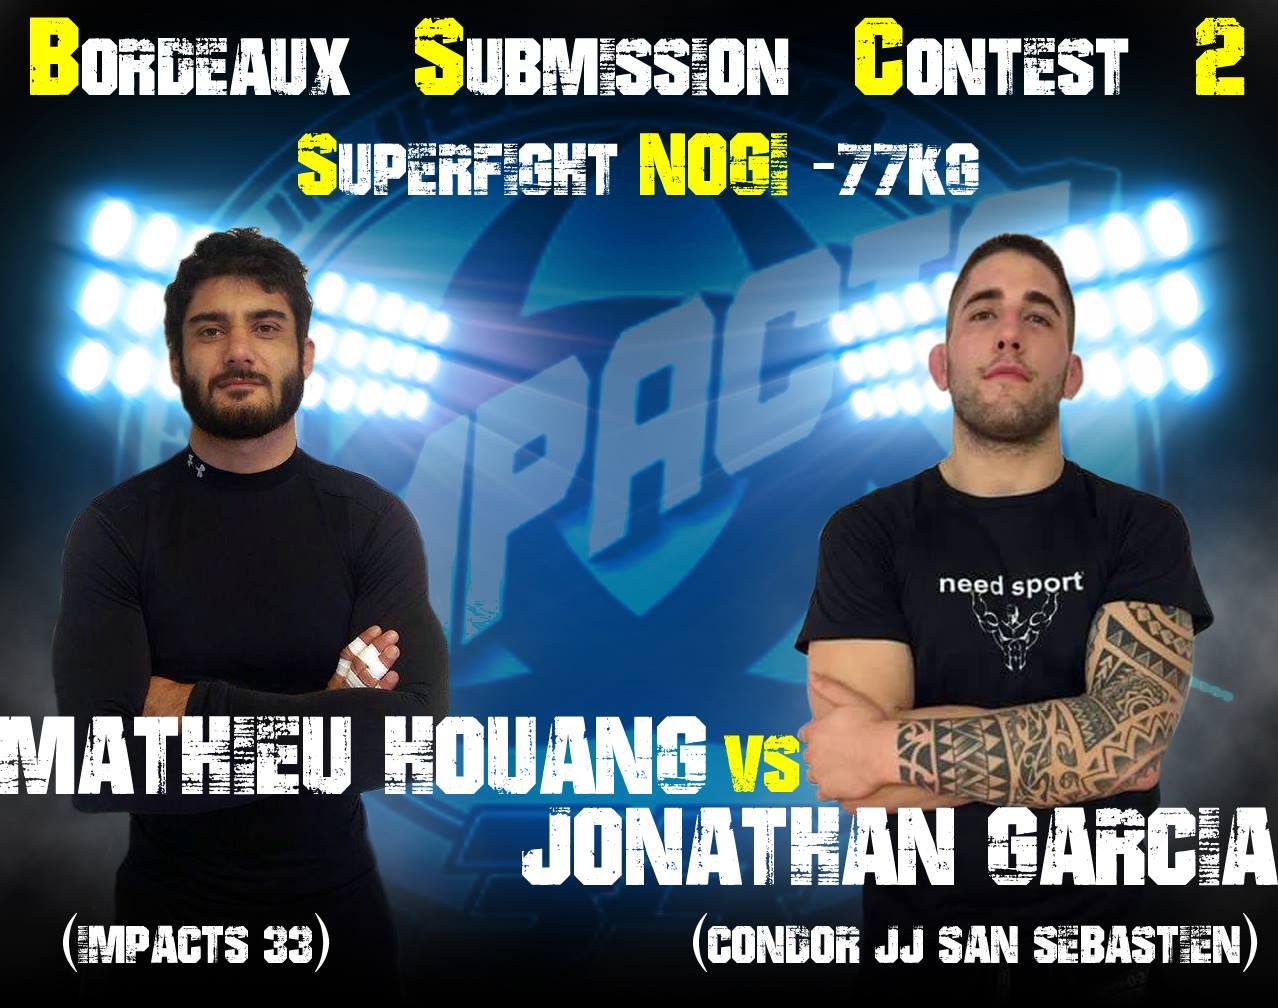 BORDEAUX SUBMISSION CONTEST 2
SUPERFIGHT NOGI -77KG
IMPACTS
need sport
MATHIEU HOUANG VS
JONATHAN GARCIA
(IMPACTS 33)
(CONDOR JJ SAN SEBASTIEN)